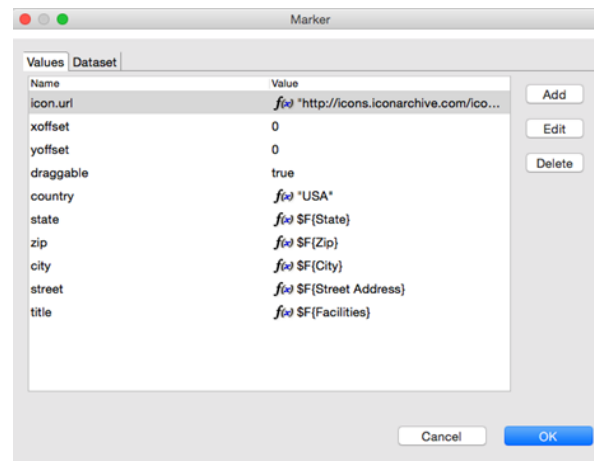 Marker
Values Dataset
Name Value
icon.url f(x) "http://icons.iconarchive.com/ico...
xoffset 0
yoffset 0
draggable true
country f(x) "USA"
state f(x) $F{State}
zip f(x) $F{Zip}
city f(x) $F{City}
street f(x) $F{Street Address}
title f(x) $F{Facilities}
Add
Edit
Delete
Cancel OK